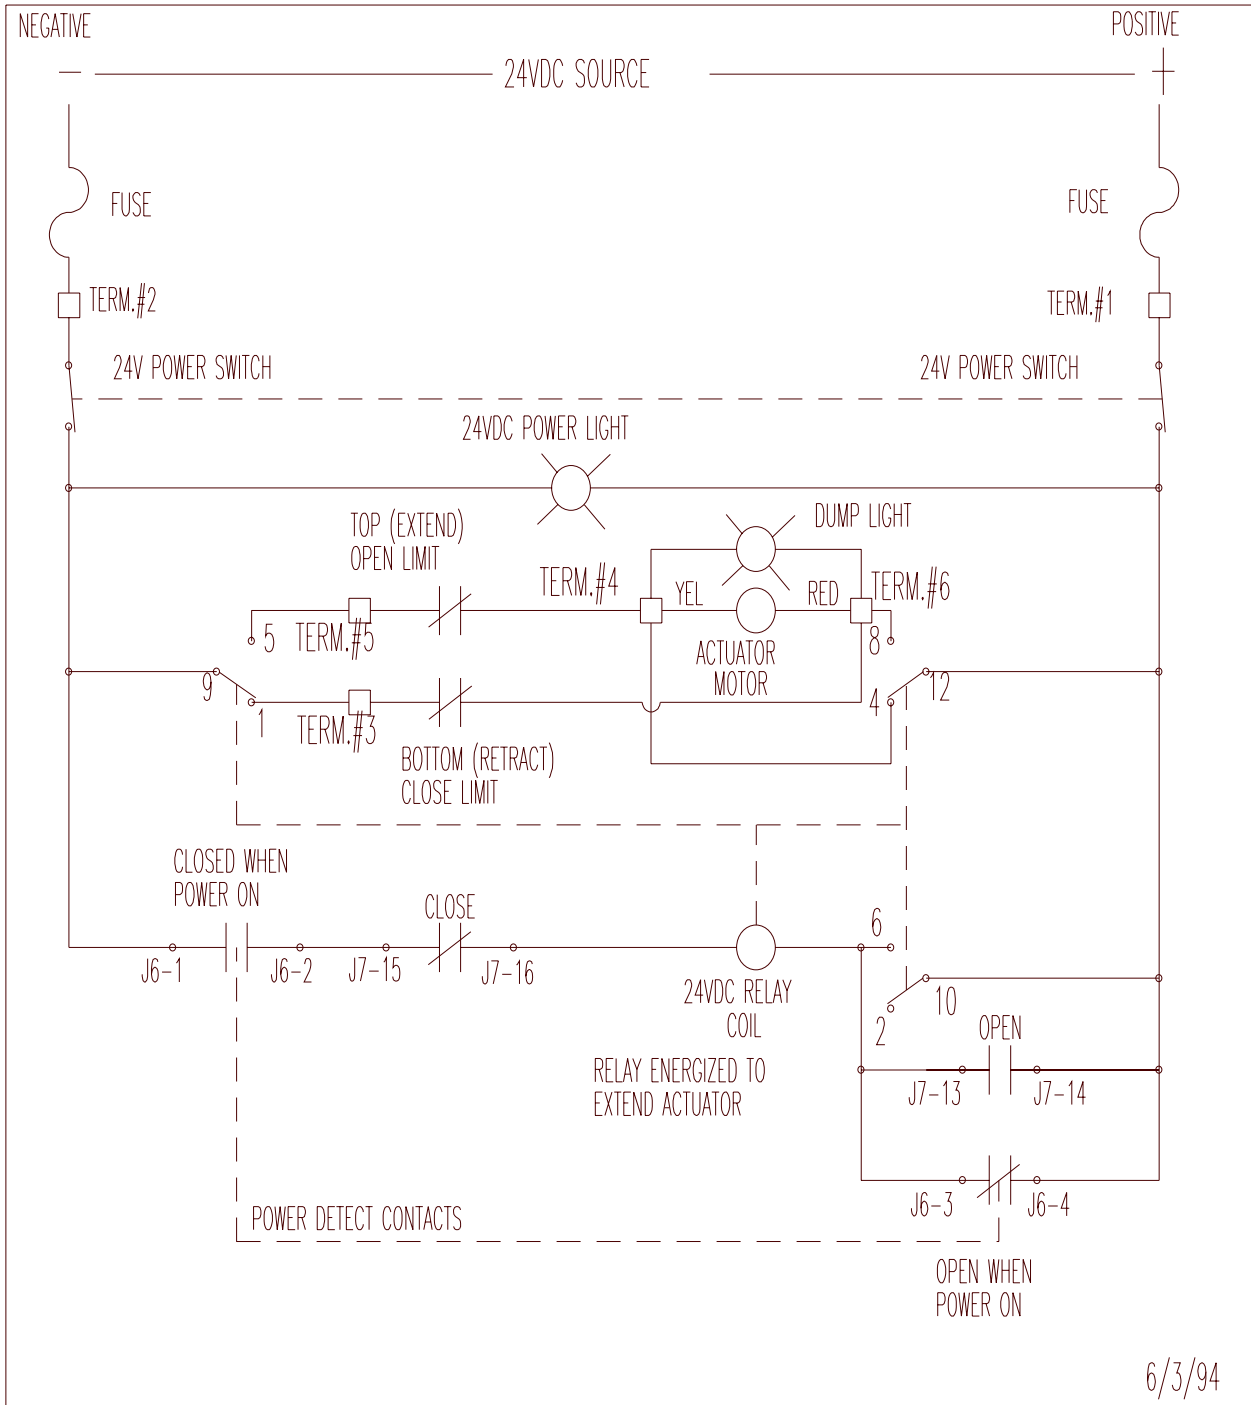 NEGATIVE
POSITIVE
24VDC SOURCE
FUSE
FUSE
TERM.#2
TERM.#1
24V POWER SWITCH
24V POWER SWITCH
24VDC POWER LIGHT
TOP (EXTEND)
OPEN LIMIT
DUMP LIGHT
TERM.#4
YEL
RED
TERM.#6
5
TERM.#5
ACTUATOR
MOTOR
8
9
1
TERM.#3
4
12
BOTTOM (RETRACT)
CLOSE LIMIT
CLOSED WHEN
POWER ON
CLOSE
6
J6-1
J6-2
J7-15
J7-16
24VDC RELAY
COIL
10
2
OPEN
RELAY ENERGIZED TO
EXTEND ACTUATOR
J7-13
J7-14
J6-3
J6-4
POWER DETECT CONTACTS
OPEN WHEN
POWER ON
6/3/94